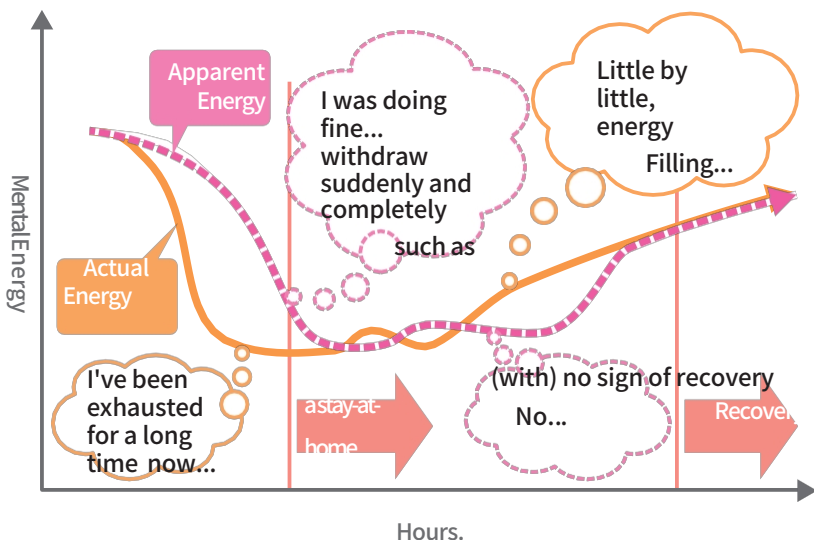 Apparent
Energy
I was doing
fine...
withdraw
suddenly and
completely
such as
Little by
little,
energy
Filling...
MentalEnergy
Actual
Energy
I've been
exhausted
for a long
time now...
astay-at-
home
(with) no sign of recovery
No...
Recover
Hours.